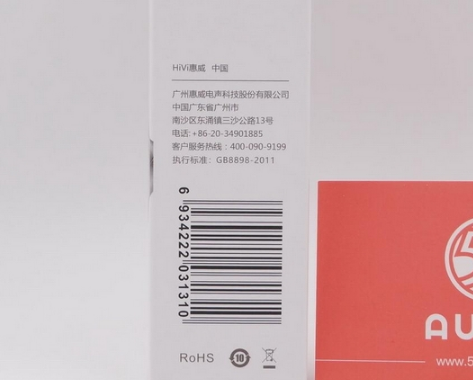 HiVi惠威 中国
广州惠威电声科技股份有限公司
中国广东省广州市
南沙区东涌镇三沙公路13号
电话: +86-20-34901885
客户服务热线: 400-090-9199
执行标准: GB8898-2011
6 934222 031310
RoHS
10
AU
www.5